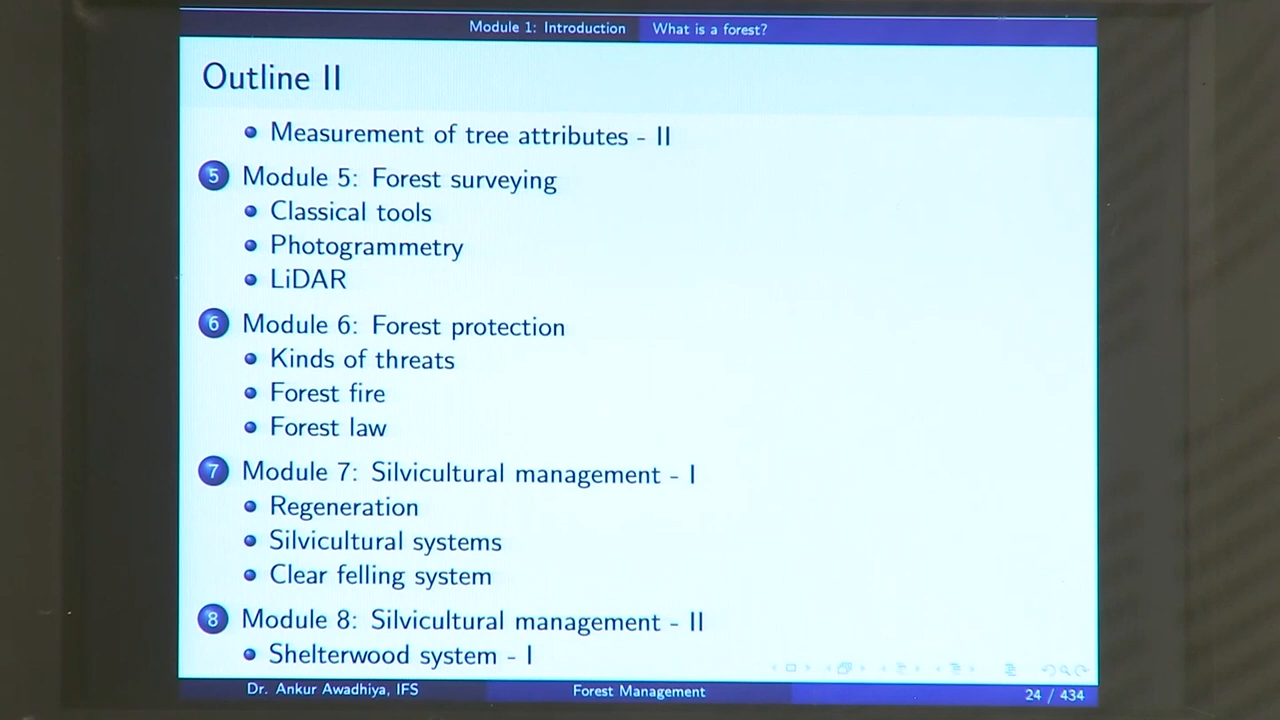 Module 1: Introduction What is a forest?
Outline II
Measurement of tree attributes - II
5 Module 5: Forest surveying
Classical tools
Photogrammetry
LiDAR
6 Module 6: Forest protection
Kinds of threats
Forest fire
Forest law
7 Module 7: Silvicultural management - I
Regeneration
Silvicultural systems
Clear felling system
8 Module 8: Silvicultural management - II
Shelterwood system - I
Dr. Ankur Awadhiya, IFS Forest Management 24 / 434